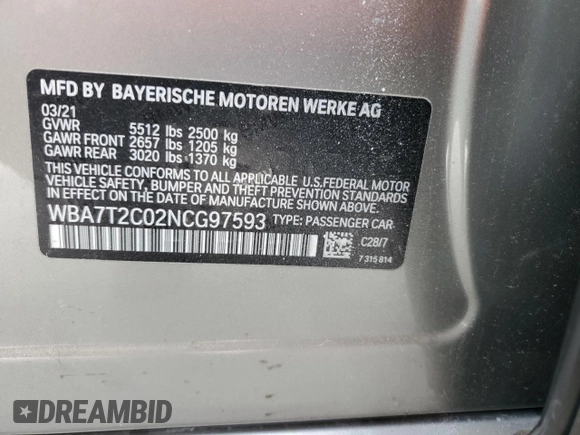 MFD BY BAYERISCHE MOTOREN WERKE AG
03/21
GVWR 5512 lbs 2500 kg
GAWR FRONT 2657 lbs 1205 kg
GAWR REAR 3020 lbs 1370 kg
THIS VEHICLE CONFORMS TO ALL APPLICABLE U.S.FEDERAL MOTOR
VEHICLE SAFETY, BUMPER AND THEFT PREVENTION STANDARDS
IN EFFECT ON THE DATE OF MANUFACTURE SHOWN ABOVE.
WBA7T2C02NCG97593 TYPE: PASSENGER CAR
C28/7
7 315 814
DREAMBID